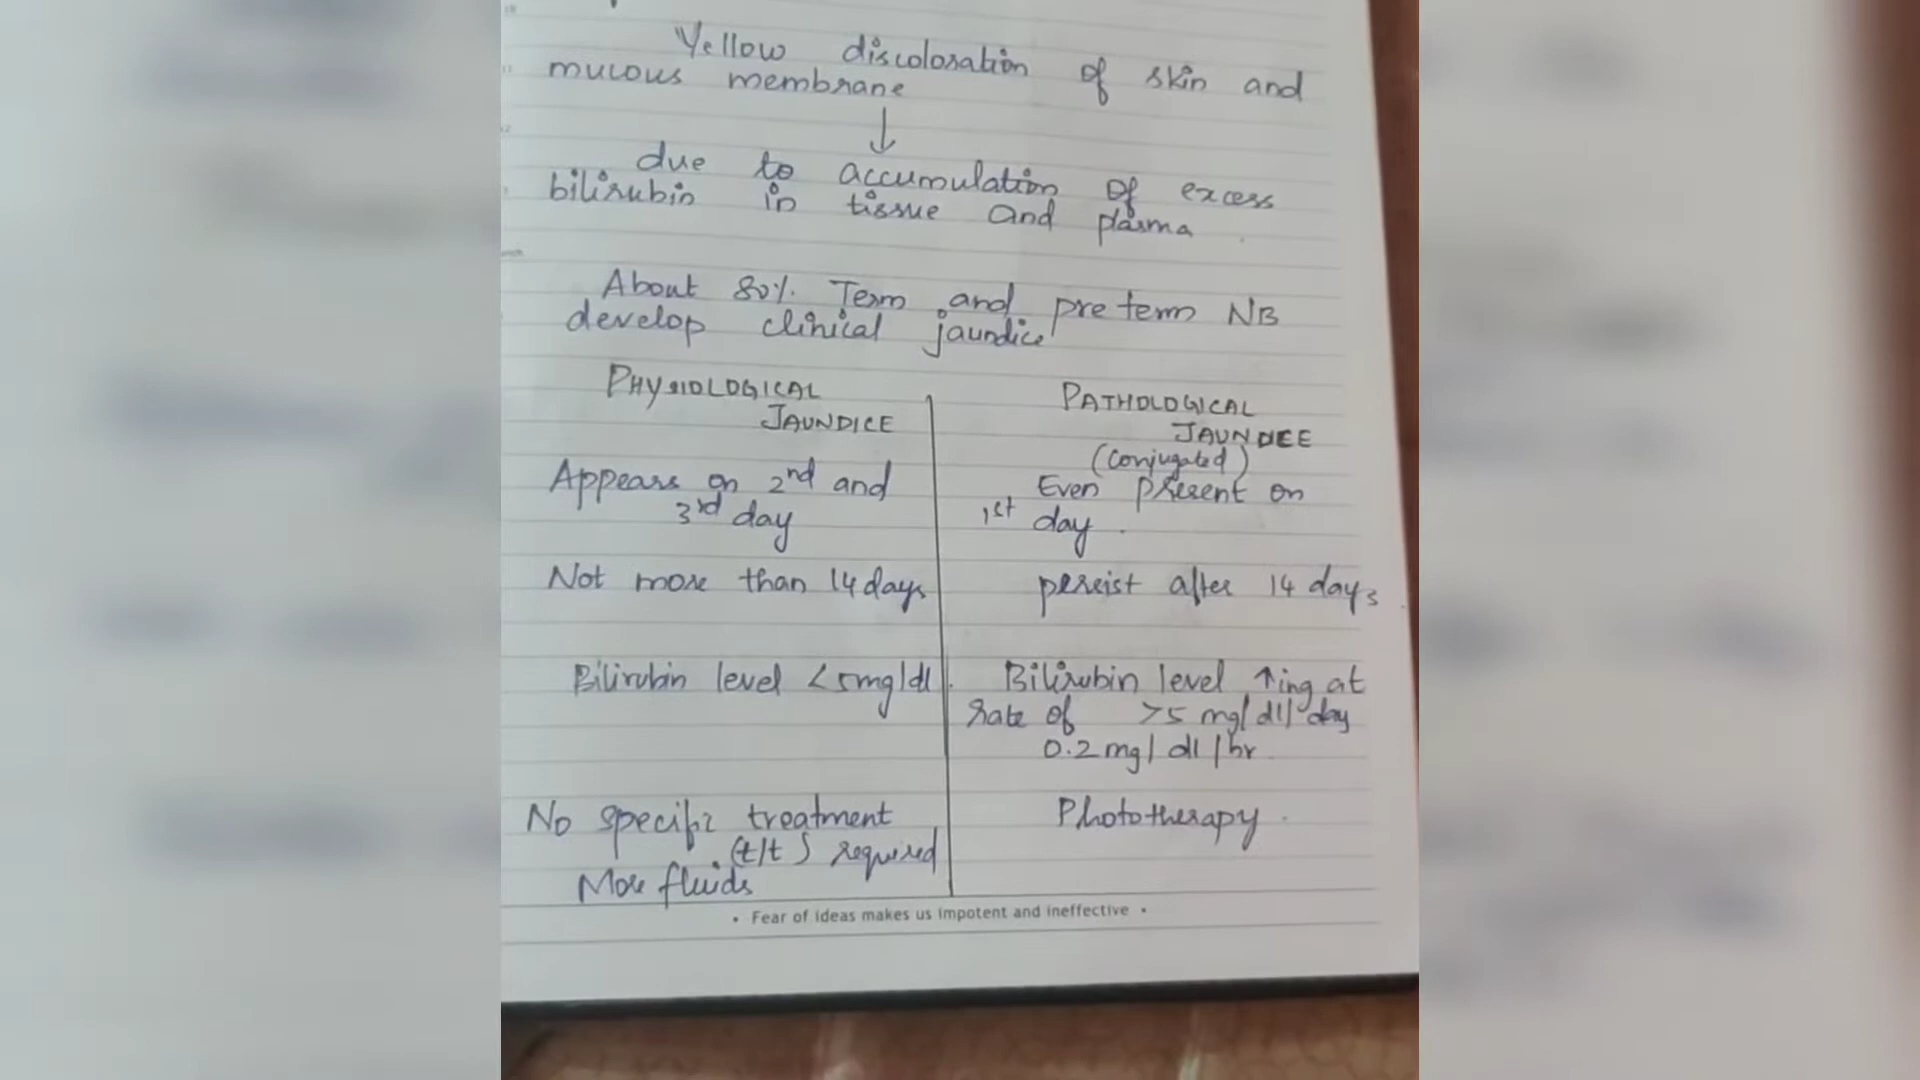 Yellow discoloration of skin and
mucous membrane
↓
due to accumulation of excess
bilirubin in tissue and plasma
About 80% Term and preterm NB
develop clinical jaundice
PHYSIOLOGICAL
JAUNDICE
Appears on 2nd and
3rd day
Not more than 14 days
Bilirubin level <5mg/dl.
No specific treatment
(t/t) required
More fluids
PATHOLOGICAL
JAUNDICE
(conjugated)
Even present on
1st day.
persist after 14 days.
Bilirubin level ↑ing at
rate of >5 mg/dl/day
0.2 mg/dl/hr
Phototherapy.
• Fear of ideas makes us impotent and ineffective •